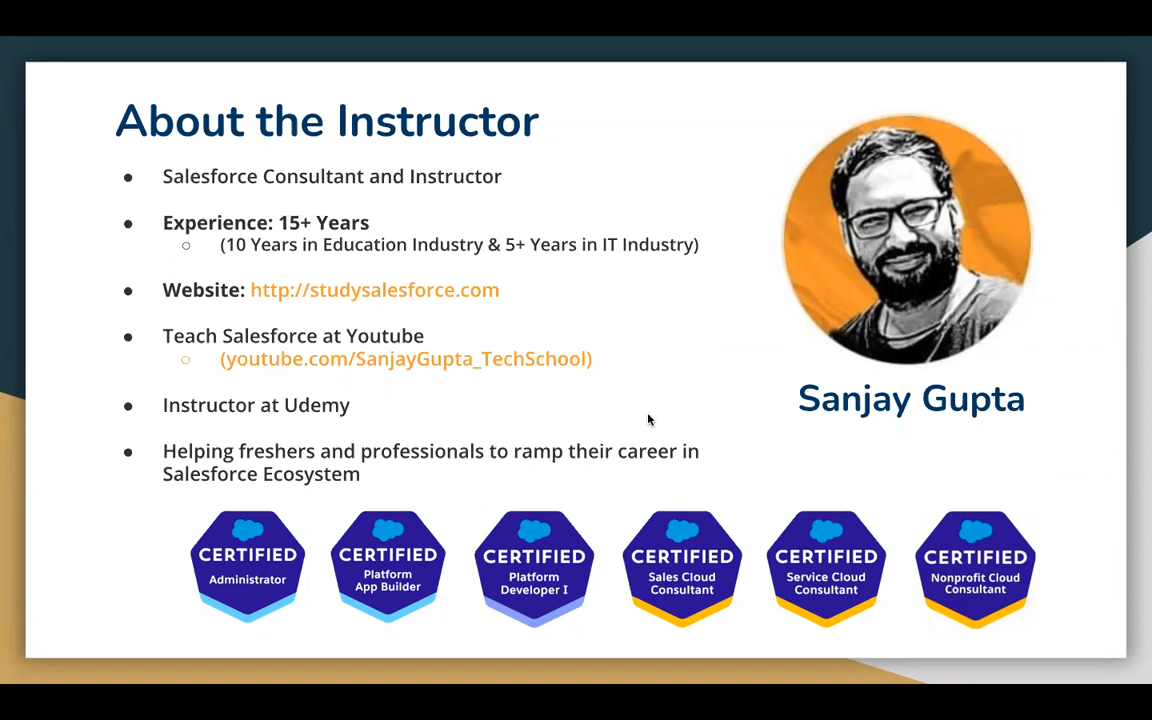 About the Instructor
● Salesforce Consultant and Instructor
● Experience: 15+ Years
○ (10 Years in Education Industry & 5+ Years in IT Industry)
● Website: http://studysalesforce.com
● Teach Salesforce at Youtube
○ (youtube.com/SanjayGupta_TechSchool)
● Instructor at Udemy
● Helping freshers and professionals to ramp their career in
Salesforce Ecosystem
Sanjay Gupta
CERTIFIED
Administrator
CERTIFIED
Platform
App Builder
CERTIFIED
Platform
Developer I
CERTIFIED
Sales Cloud
Consultant
CERTIFIED
Service Cloud
Consultant
CERTIFIED
Nonprofit Cloud
Consultant